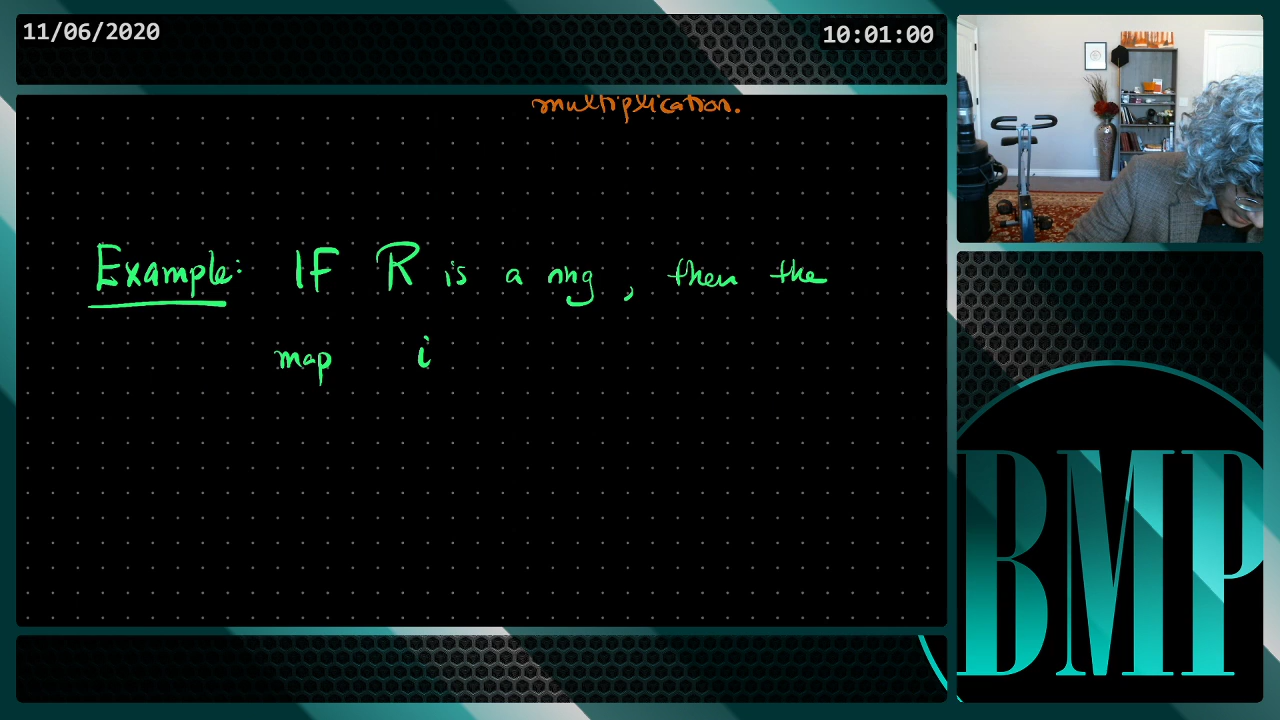 11/06/2020
10:01:00
multiplication.
Example: IF R is a ring, then the
map i
BMP